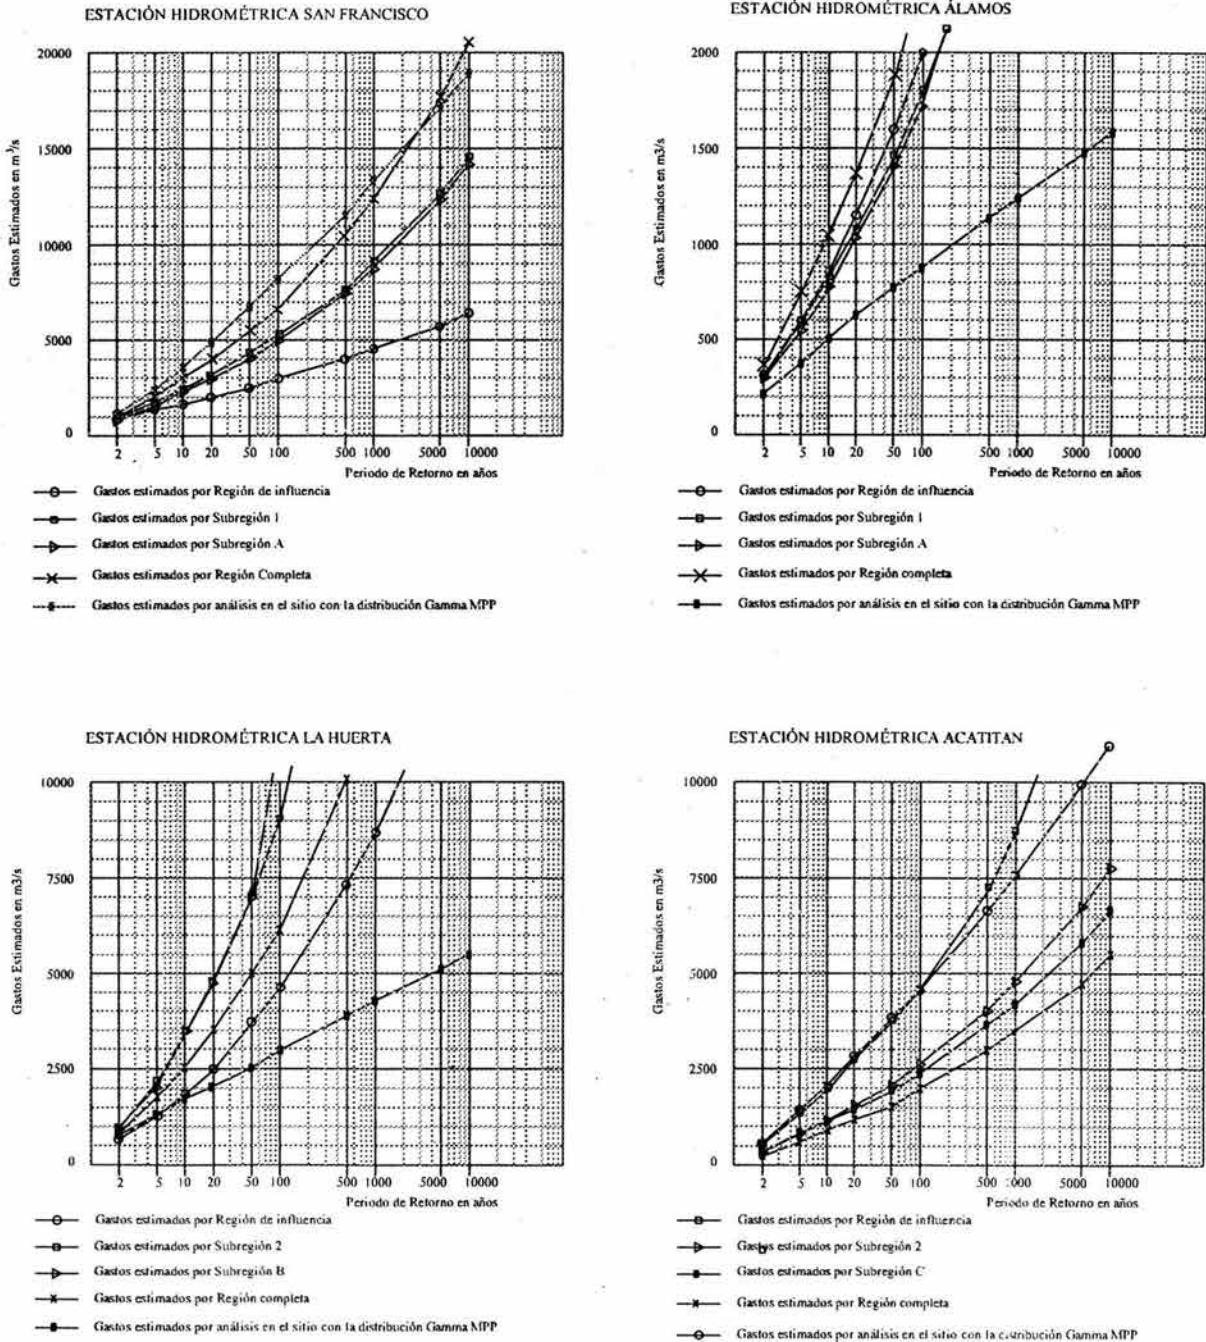 ESTACIÓN HIDROMÉTRICA SAN FRANCISCO
Gastos Estimados en m³/s
20000
15000
10000
5000
0
2 5 10 20 50 100 500 1000 5000 10000
Periodo de Retorno en años
Gastos estimados por Región de influencia
Gastos estimados por Subregión 1
Gastos estimados por Subregión A
Gastos estimados por Región Completa
Gastos estimados por análisis en el sitio con la distribución Gamma MPP
ESTACIÓN HIDROMÉTRICA ÁLAMOS
Gastos Estimados en m3/s
2000
1500
1000
500
0
2 5 10 20 50 100 500 1000 5000 10000
Periodo de Retorno en años
Gastos estimados por Región de influencia
Gastos estimados por Subregión 1
Gastos estimados por Subregión A
Gastos estimados por Región completa
Gastos estimados por análisis en el sitio con la distribución Gamma MPP
ESTACIÓN HIDROMÉTRICA LA HUERTA
Gastos Estimados en m3/s
10000
7500
5000
2500
0
2 5 10 20 50 100 500 1000 5000 10000
Periodo de Retorno en años
Gastos estimados por Región de influencia
Gastos estimados por Subregión 2
Gastos estimados por Subregión B
Gastos estimados por Región completa
Gastos estimados por análisis en el sitio con la distribución Gamma MPP
ESTACIÓN HIDROMÉTRICA ACATITAN
Gastos Estimados en m3/s
10000
7500
5000
2500
0
2 5 10 20 50 100 500 1000 5000 10000
Periodo de Retorno en años
Gastos estimados por Región de influencia
Gastos estimados por Subregión 2
Gastos estimados por Subregión C
Gastos estimados por Región completa
Gastos estimados por análisis en el sitio con la distribución Gamma MPP